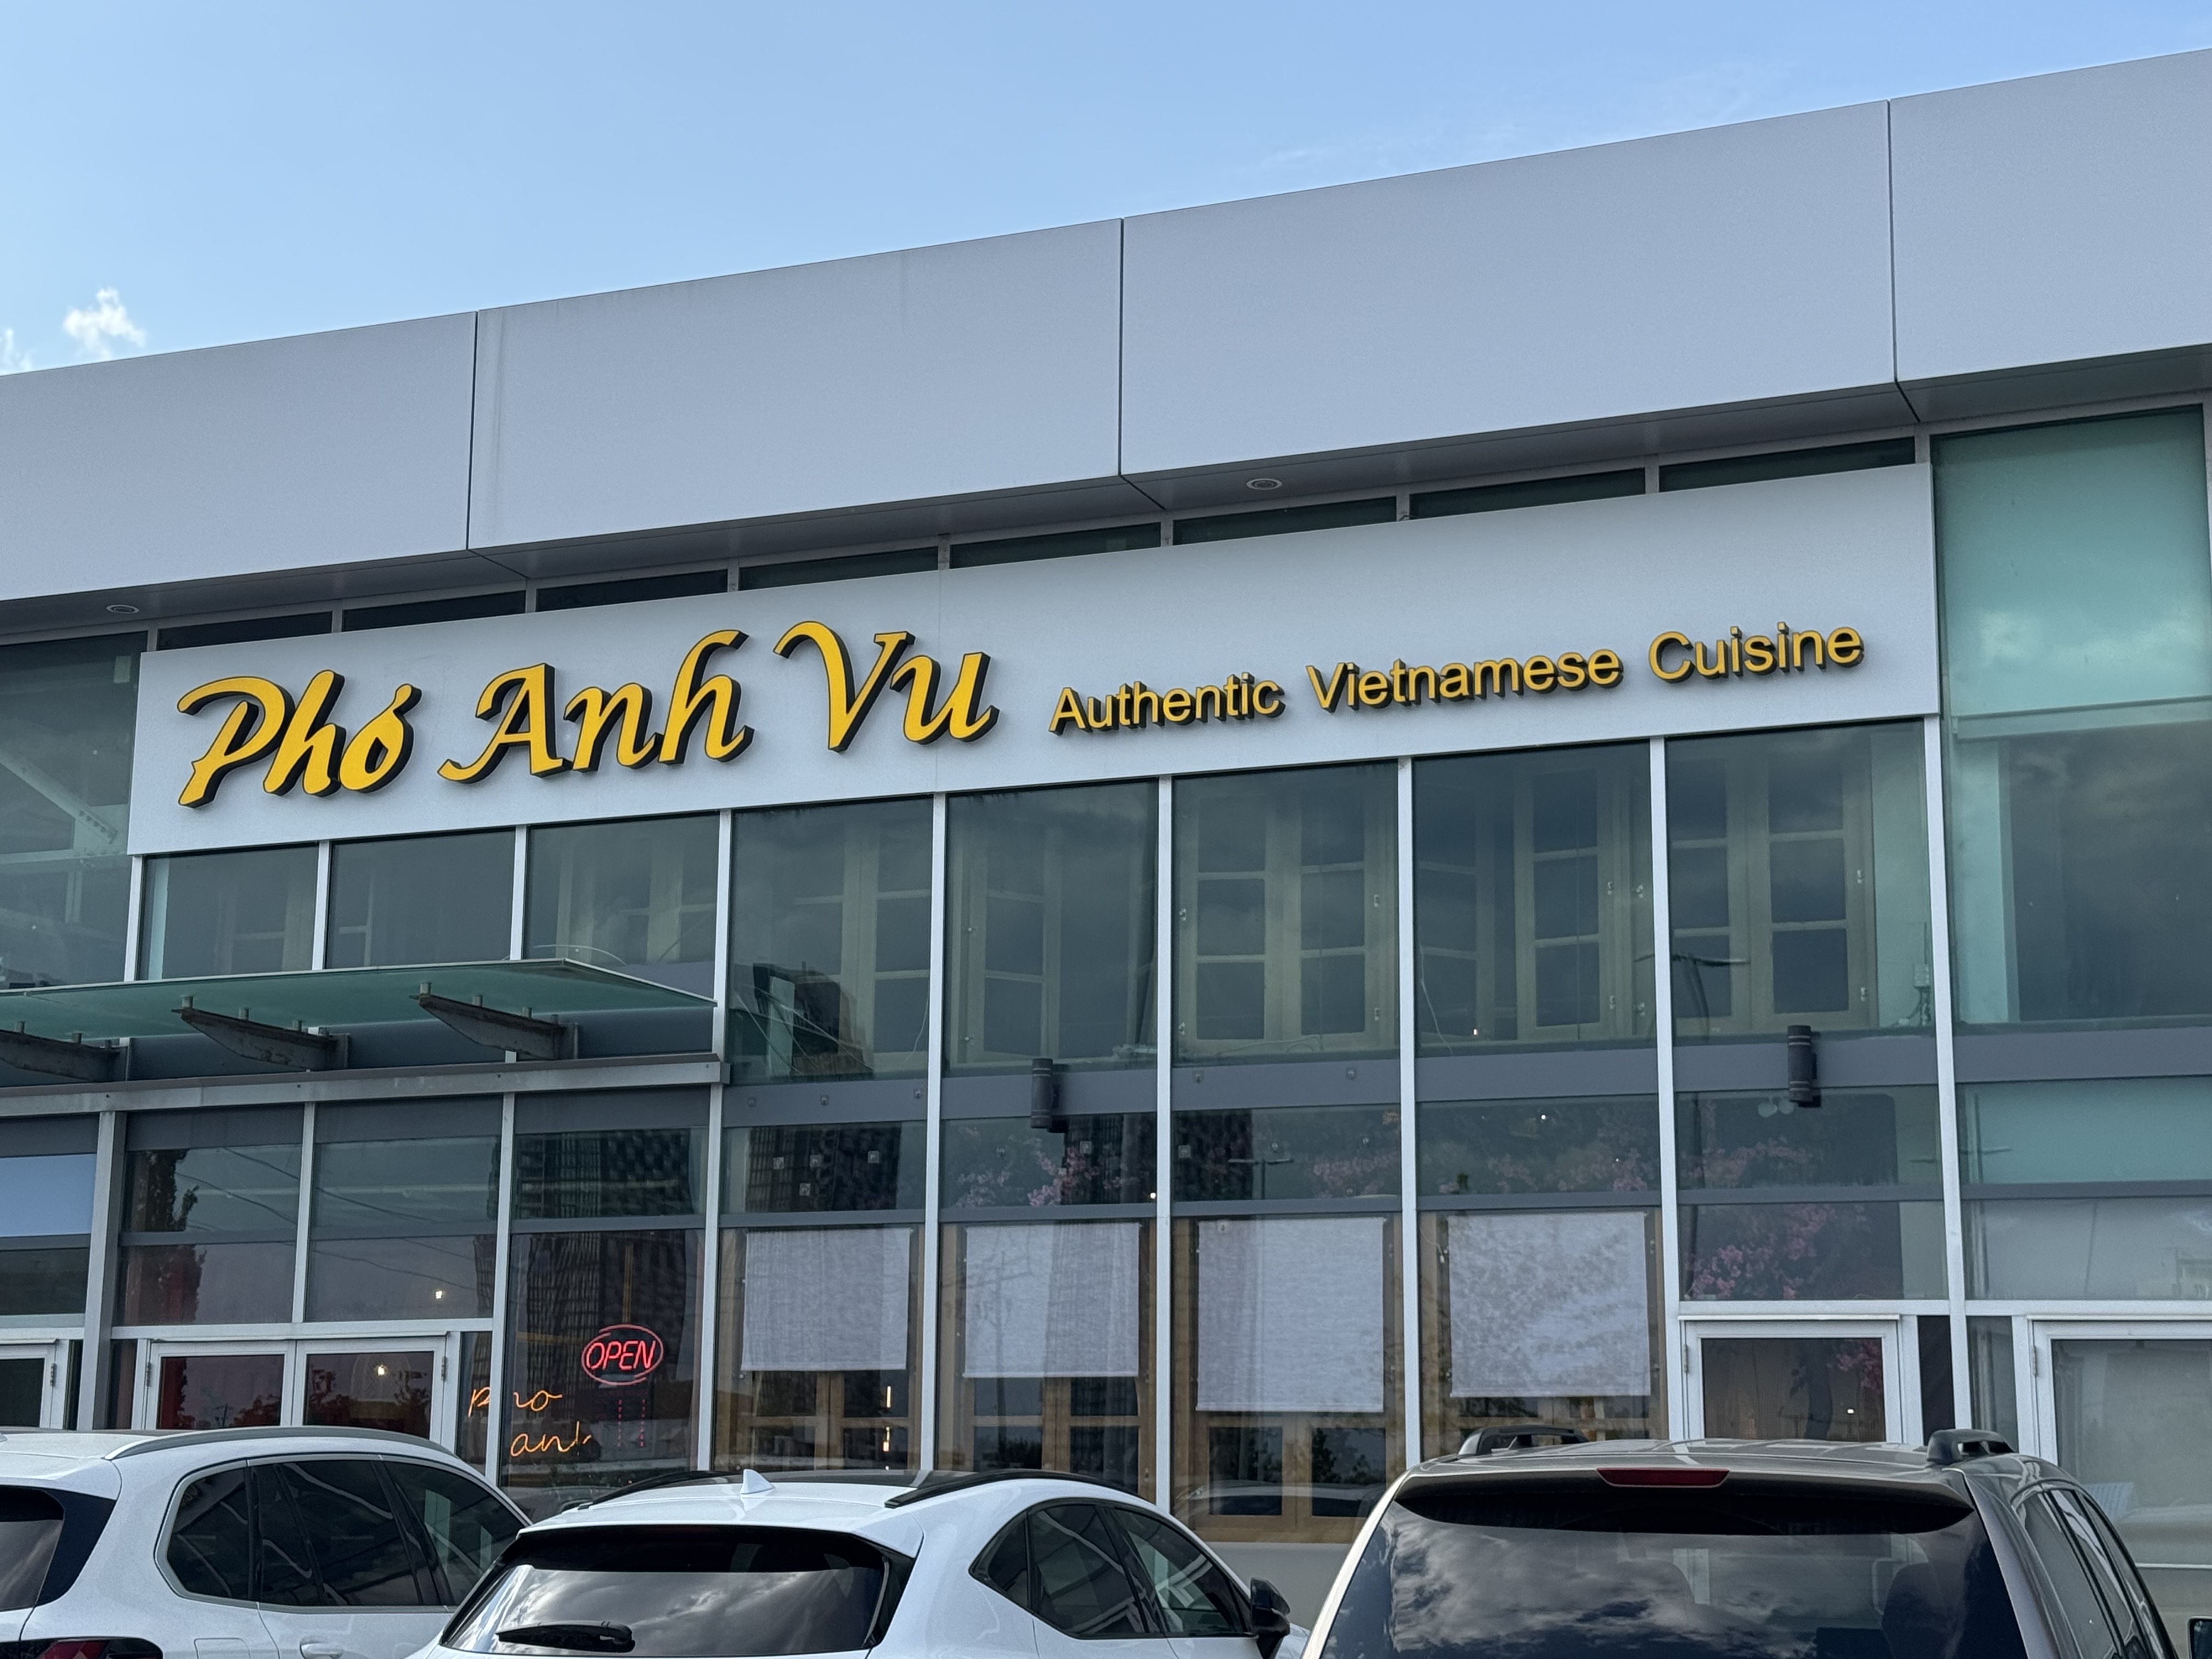 Phở Anh Vu Authentic Vietnamese Cuisine
OPEN